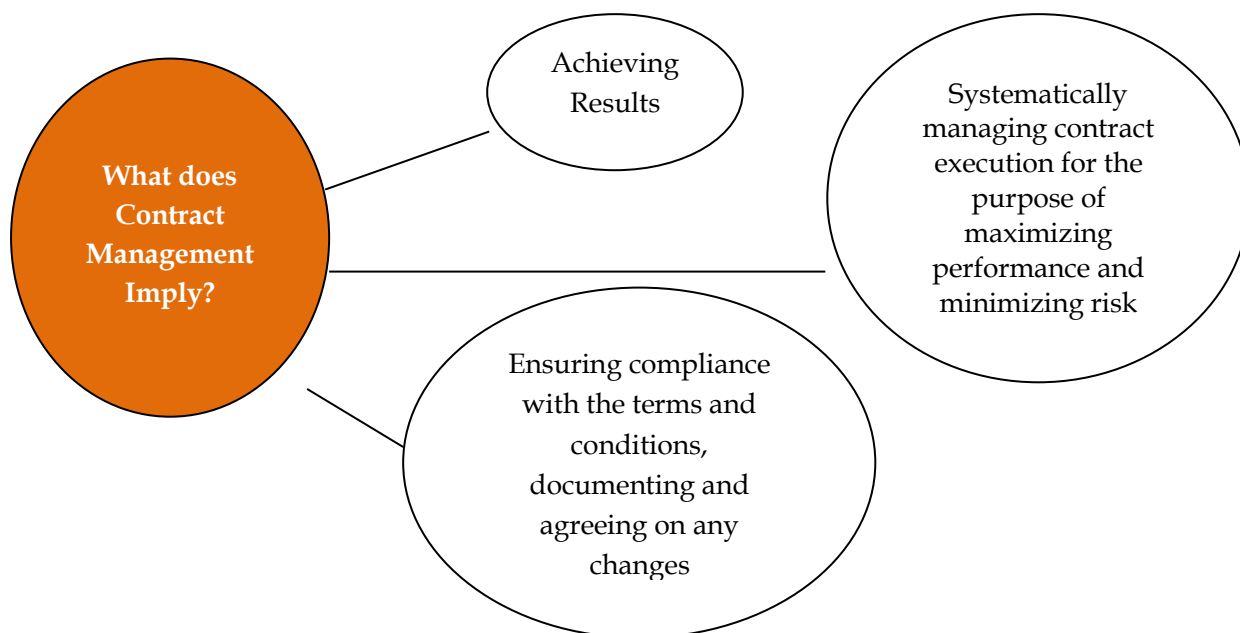 What does
Contract
Management
Imply?
Achieving
Results
Systematically
managing contract
execution for the
purpose of
maximizing
performance and
minimizing risk
Ensuring compliance
with the terms and
conditions,
documenting and
agreeing on any
changes